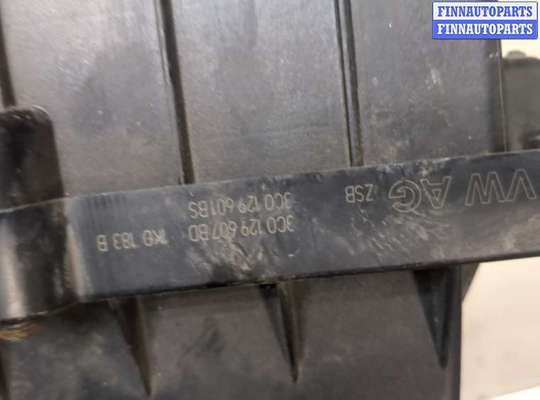 FINNAUTOPARTS
FINNAUTOPARTS
VW AG ZSB
3C0 129 607 BD
3C0 129 601 BS
1K0 183 B